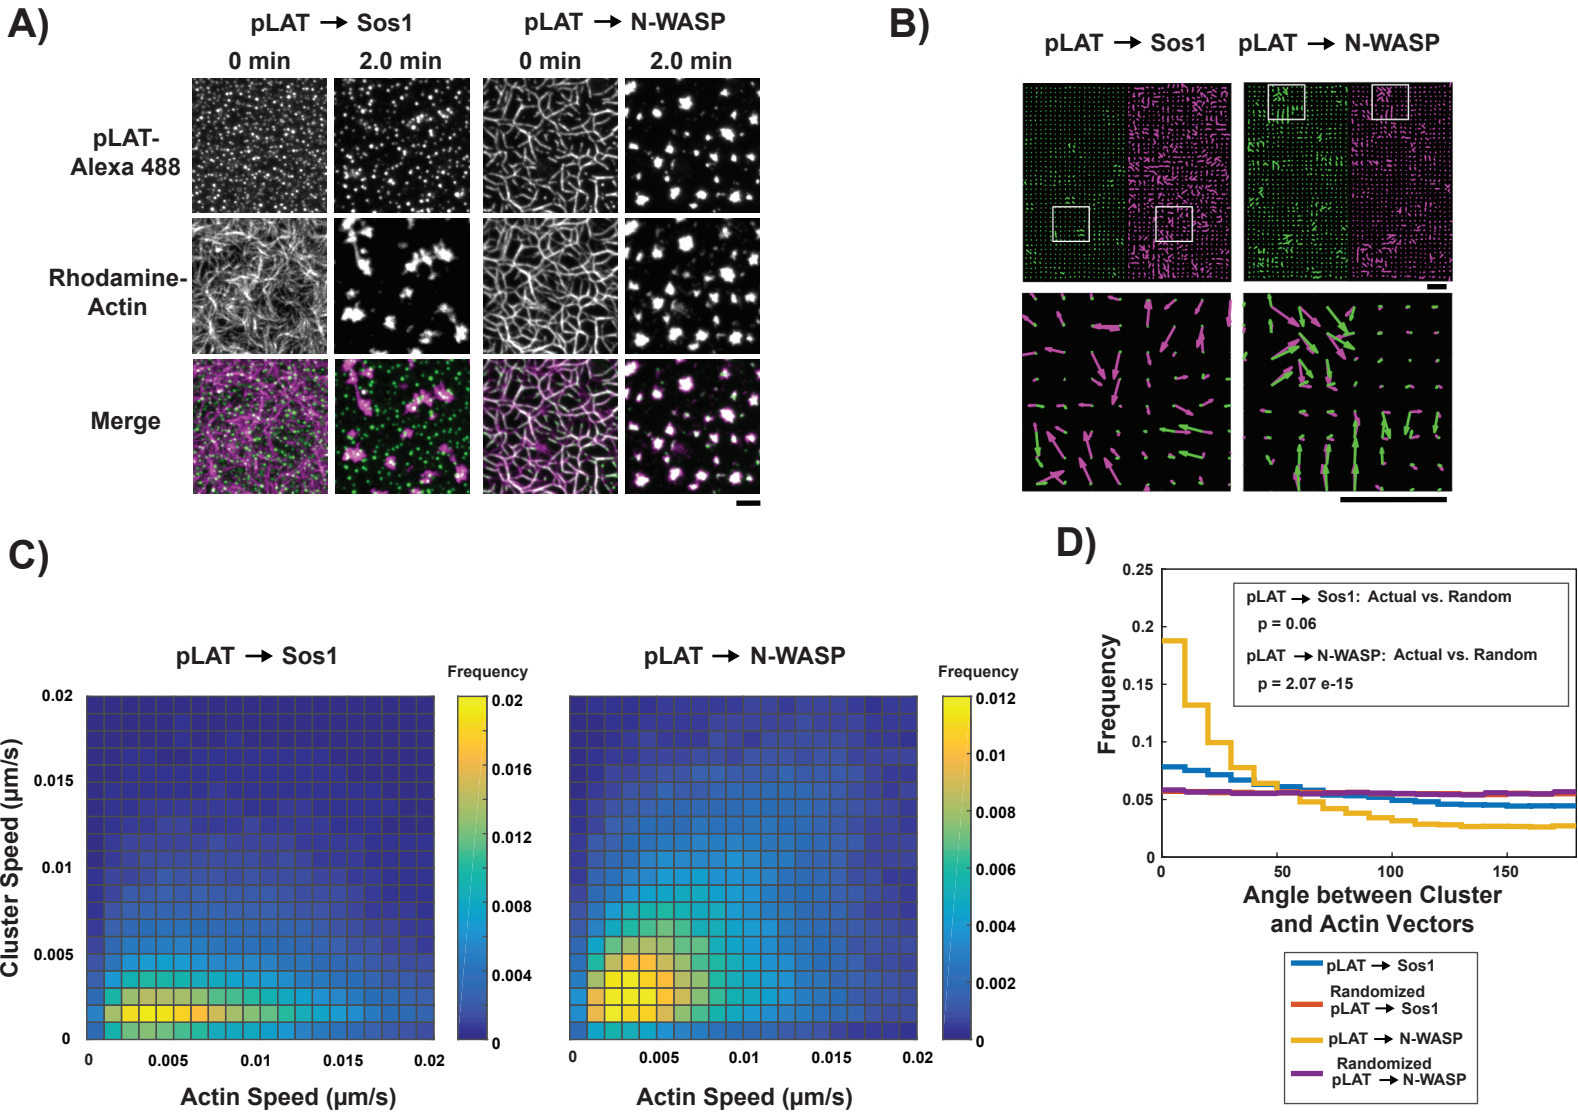 A)
pLAT → Sos1
pLAT → N-WASP
0 min
2.0 min
0 min
2.0 min
pLAT-
Alexa 488
Rhodamine-
Actin
Merge
B)
pLAT → Sos1
pLAT → N-WASP
C)
pLAT → Sos1
Frequency
Cluster Speed (µm/s)
0.02
0.015
0.01
0.005
0
0
0.005
0.01
0.015
0.02
Actin Speed (µm/s)
0.02
0.016
0.012
0.008
0.004
0
pLAT → N-WASP
Frequency
0
0.005
0.01
0.015
0.02
Actin Speed (µm/s)
0.012
0.01
0.008
0.006
0.004
0.002
0
D)
Frequency
0.25
0.2
0.15
0.1
0.05
0
0
50
100
150
pLAT → Sos1: Actual vs. Random
p = 0.06
pLAT → N-WASP: Actual vs. Random
p = 2.07 e-15
Angle between Cluster
and Actin Vectors
pLAT → Sos1
Randomized
pLAT → Sos1
pLAT → N-WASP
Randomized
pLAT → N-WASP